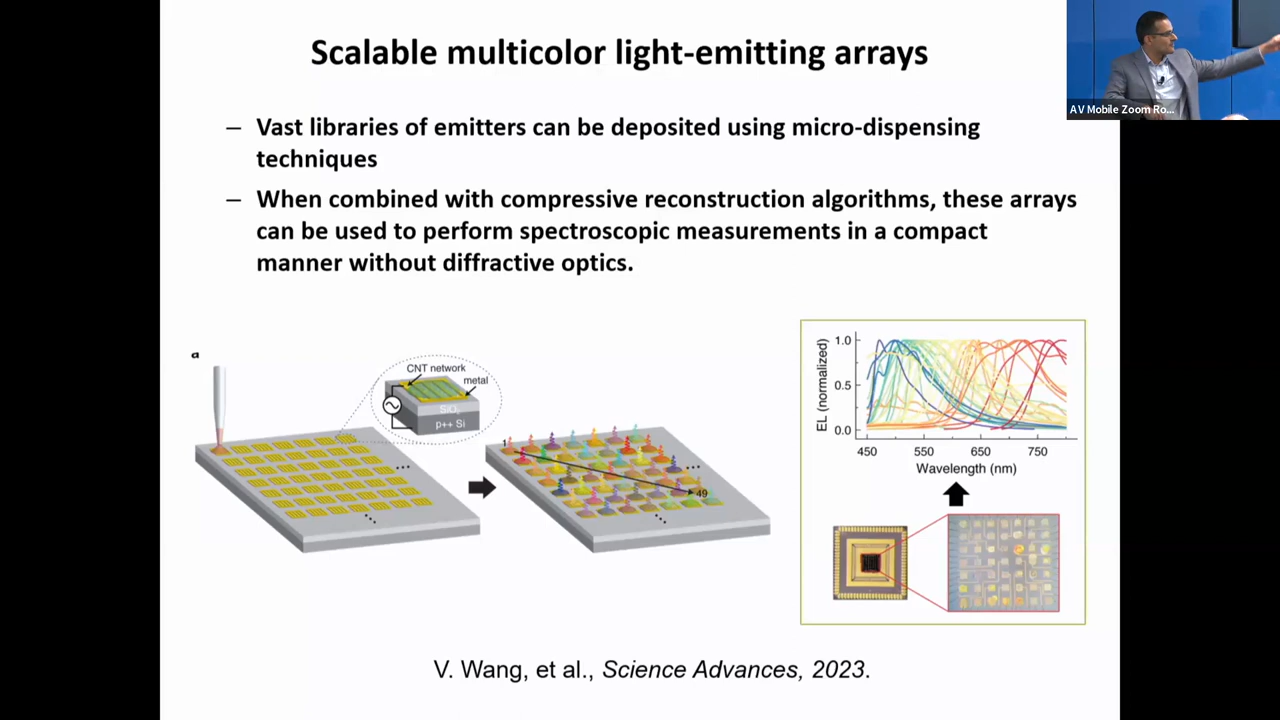 Scalable multicolor light-emitting arrays
AV Mobile Zoom Ro...
– Vast libraries of emitters can be deposited using micro-dispensing
techniques
– When combined with compressive reconstruction algorithms, these arrays
can be used to perform spectroscopic measurements in a compact
manner without diffractive optics.
a
CNT network
metal
SiO2
p++ Si
...
...
1
49
...
...
EL (normalized)
1.0
0.5
0.0
450 550 650 750
Wavelength (nm)
V. Wang, et al., Science Advances, 2023.